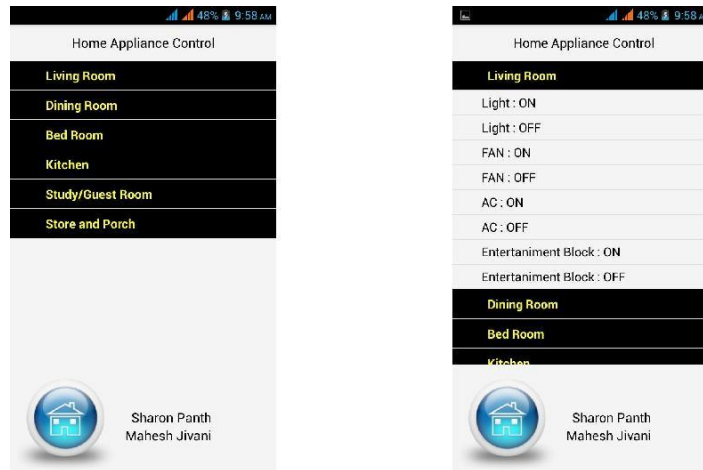 48% 9:58 AM
Home Appliance Control
Living Room
Dining Room
Bed Room
Kitchen
Study/Guest Room
Store and Porch
Sharon Panth
Mahesh Jivani
48% 9:58 A
Home Appliance Control
Living Room
Light : ON
Light : OFF
FAN : ON
FAN : OFF
AC : ON
AC : OFF
Entertaniment Block : ON
Entertaniment Block : OFF
Dining Room
Bed Room
Kitchen
Sharon Panth
Mahesh Jivani